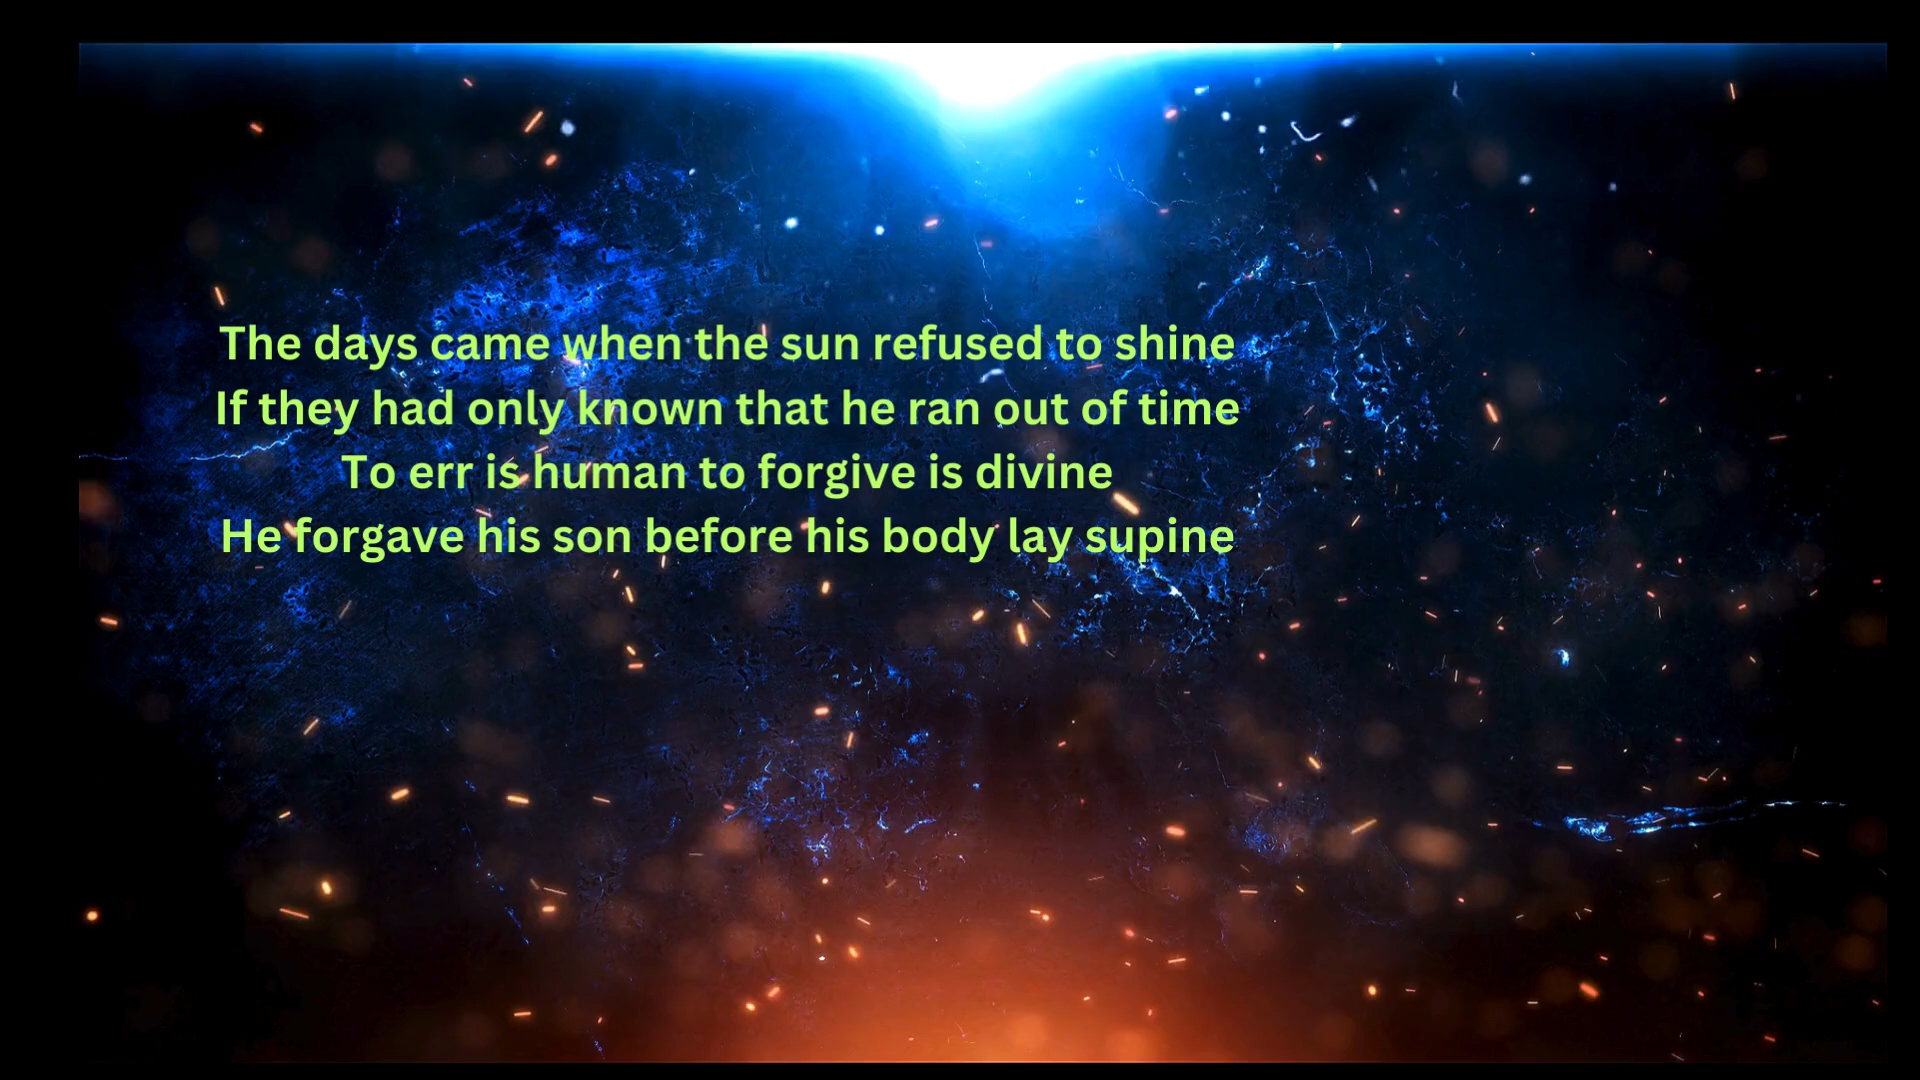 The days came when the sun refused to shine
If they had only known that he ran out of time
To err is human to forgive is divine
He forgave his son before his body lay supine